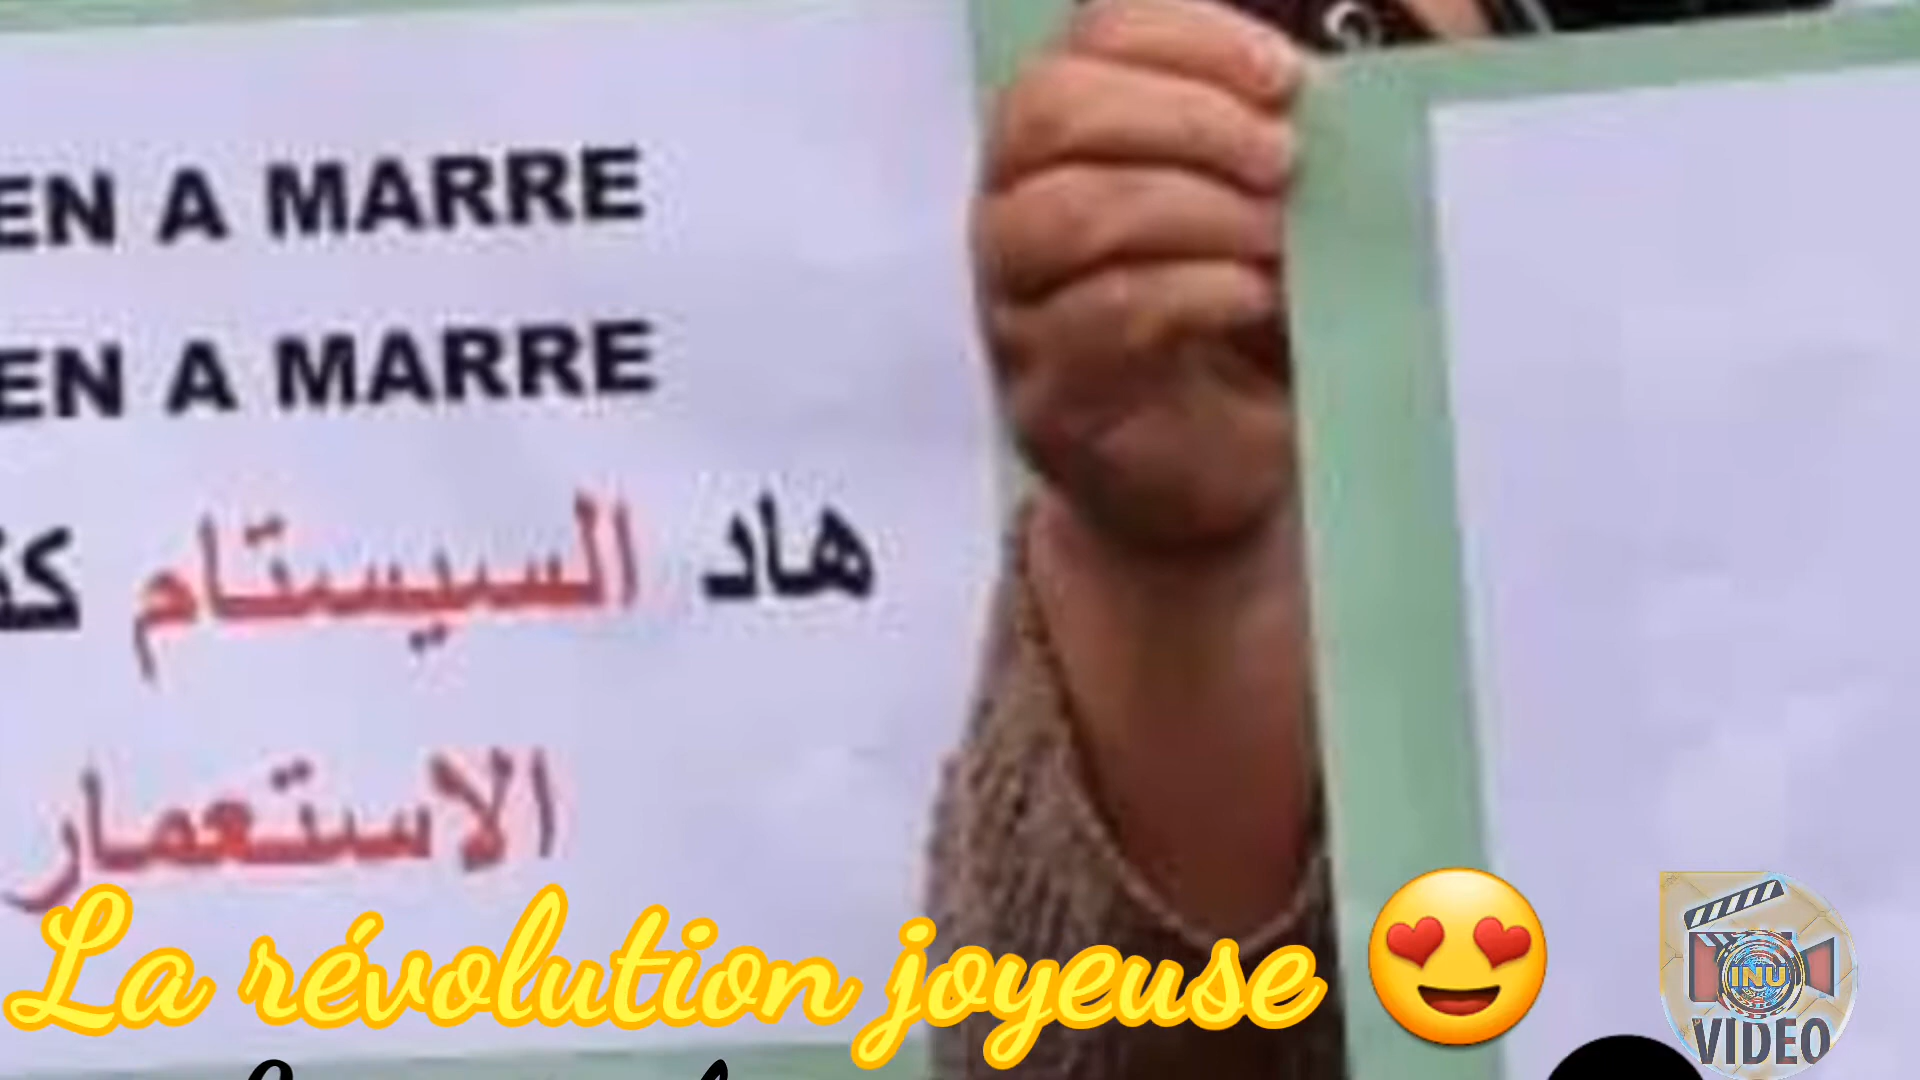 EN A MARRE
EN A MARRE
هاد السيستام
الاستعمار
La révolution joyeuse 😍
INU
VIDEO